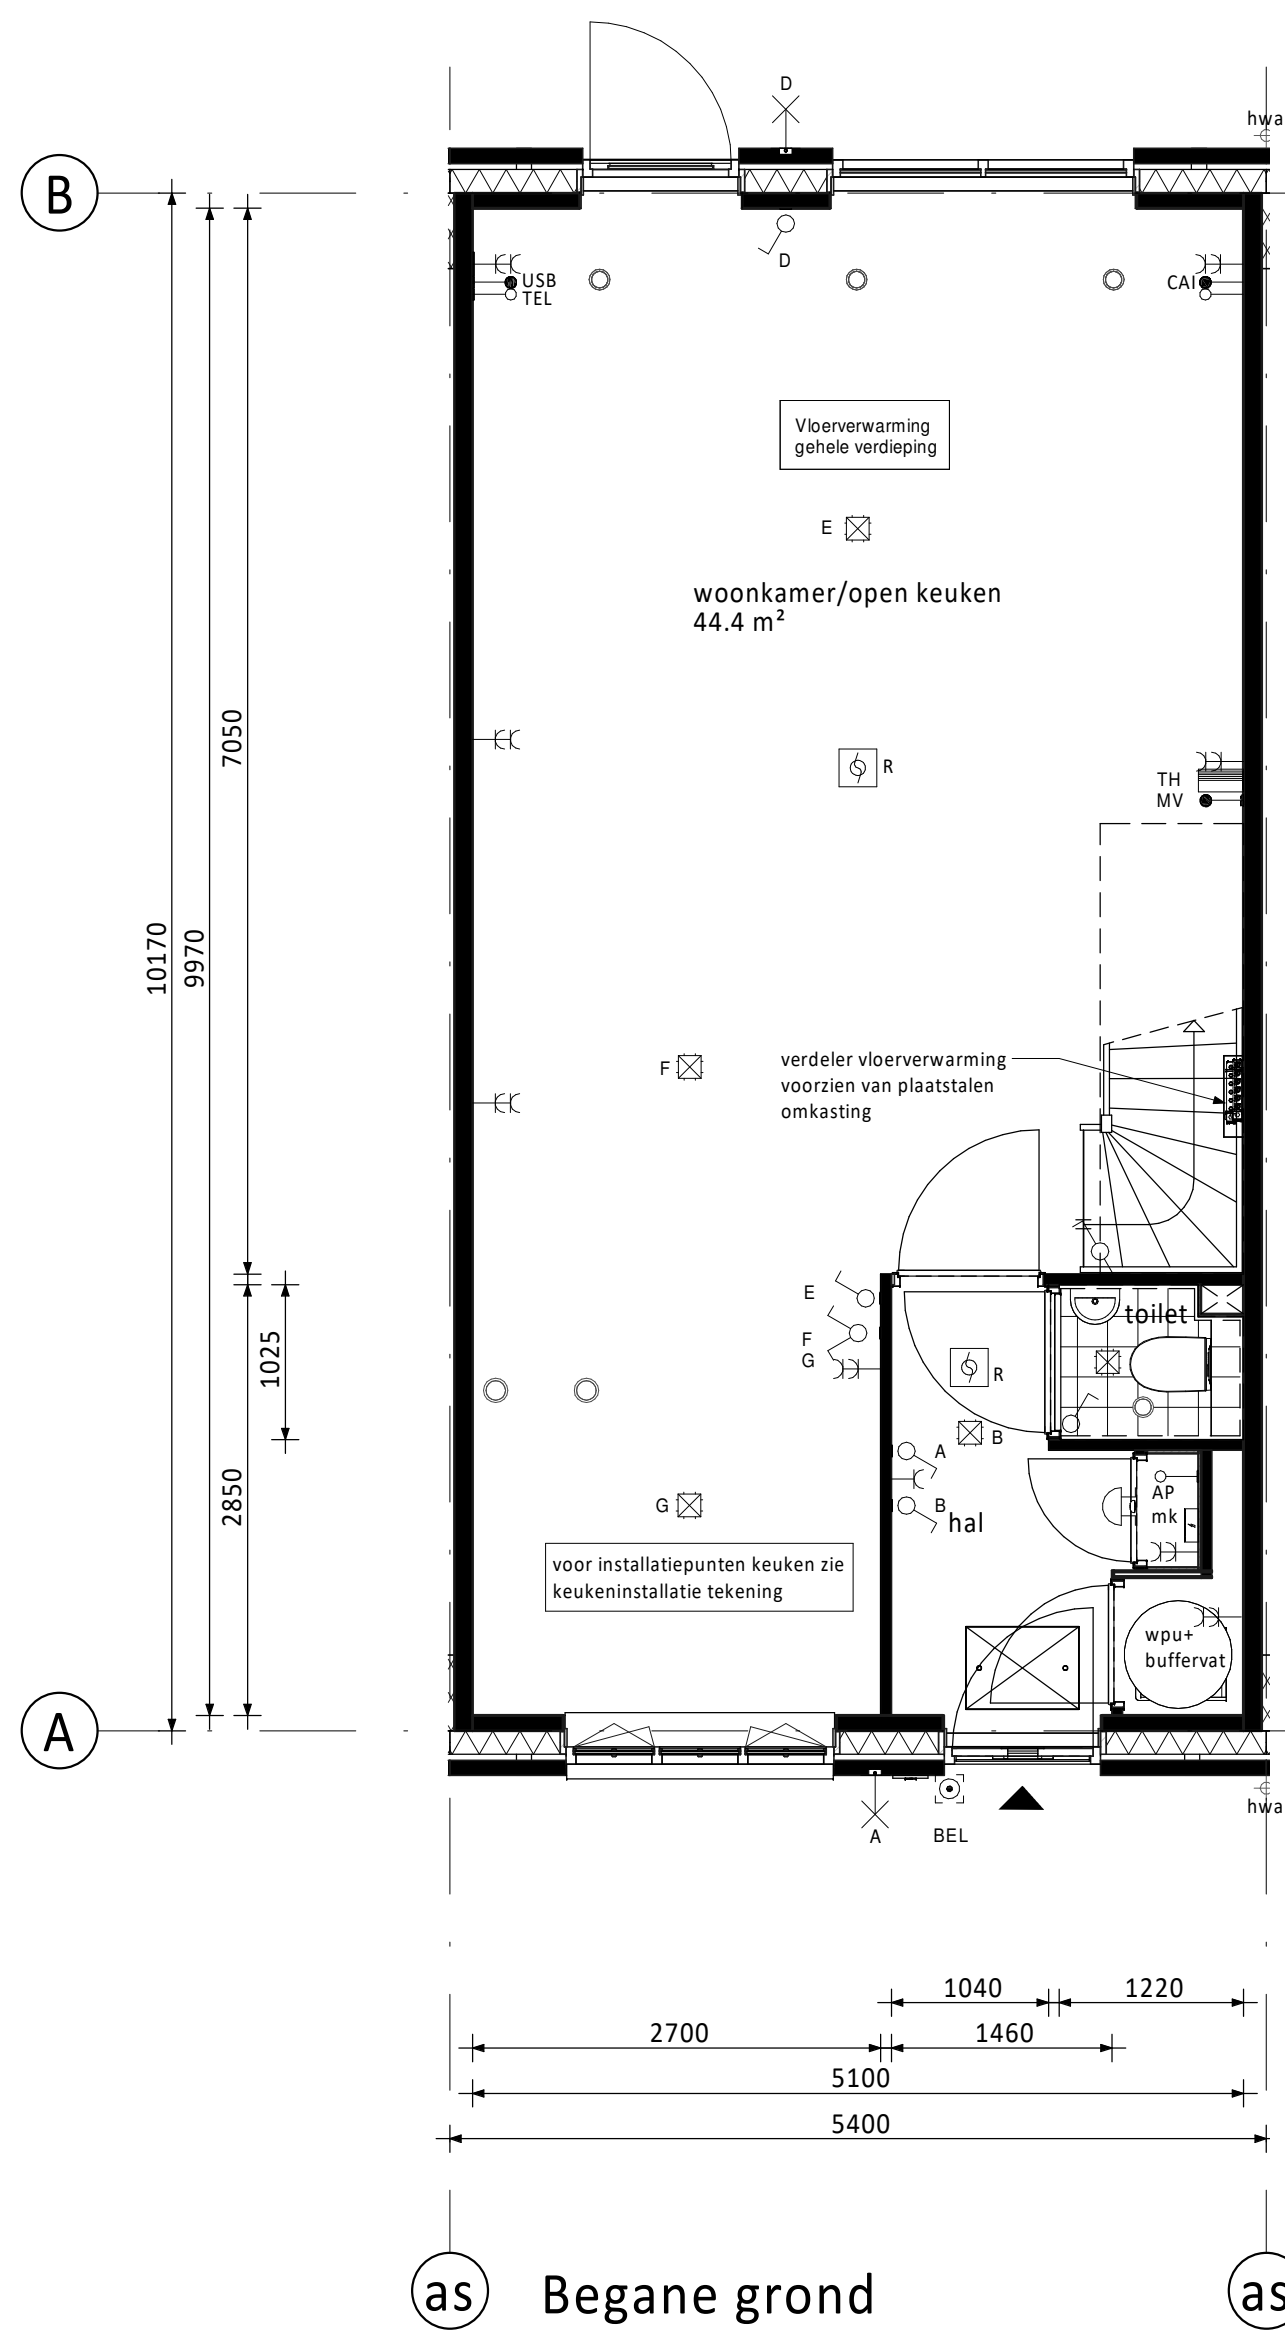 D
hwa
B
D
USB
TEL
CAI
Vloerverwarming
gehele verdieping
E
woonkamer/open keuken
44.4 m²
7050
R
TH
MV
10170
9970
F
verdeler vloerverwarming
voorzien van plaatstalen
omkasting
E
toilet
F
G
1025
R
B
A
2850
AP
mk
G
B
hal
voor installatiepunten keuken zie
keukeninstallatie tekening
wpu+
buffervat
A
hwa
A
BEL
1040
1220
2700
1460
5100
5400
as
Begane grond
as